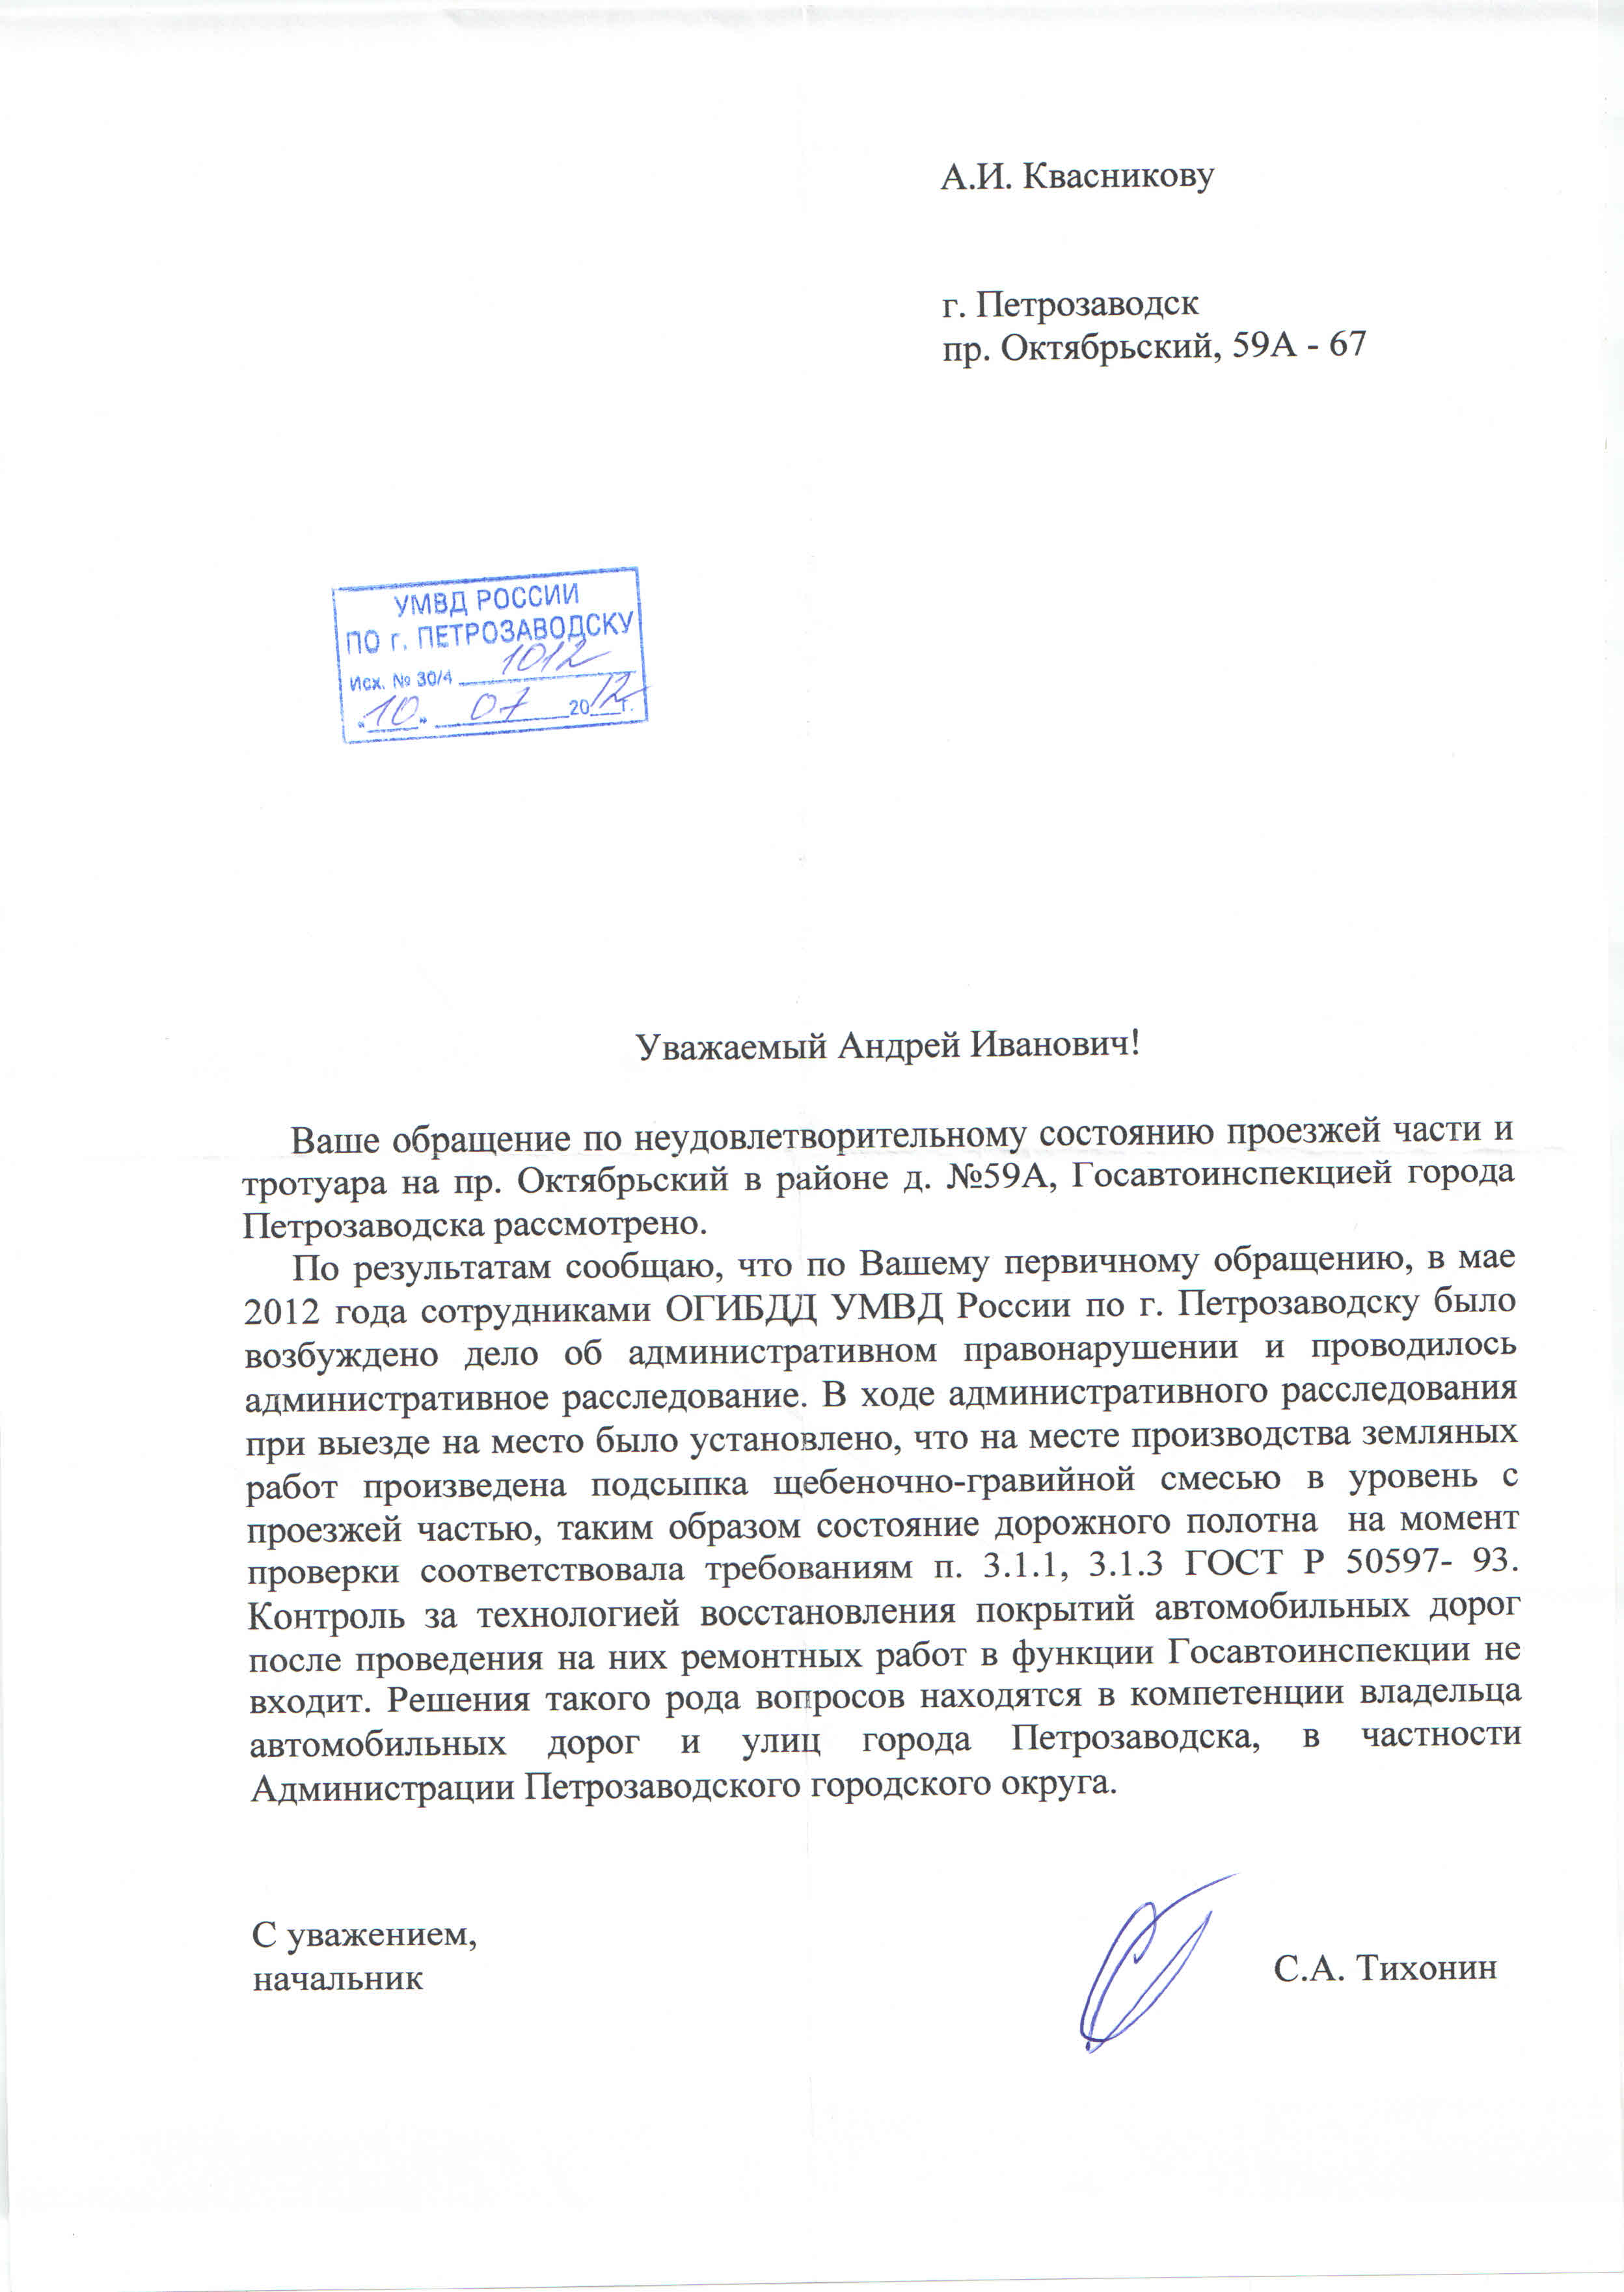 А.И. Квасникову
г. Петрозаводск
пр. Октябрьский, 59А - 67
УМВД РОССИИ
ПО г. ПЕТРОЗАВОДСКУ
Исх. № 30/4 1012
"10" 07 2012г.
Уважаемый Андрей Иванович!
Ваше обращение по неудовлетворительному состоянию проезжей части и
тротуара на пр. Октябрьский в районе д. №59А, Госавтоинспекцией города
Петрозаводска рассмотрено.
По результатам сообщаю, что по Вашему первичному обращению, в мае
2012 года сотрудниками ОГИБДД УМВД России по г. Петрозаводску было
возбуждено дело об административном правонарушении и проводилось
административное расследование. В ходе административного расследования
при выезде на место было установлено, что на месте производства земляных
работ произведена подсыпка щебеночно-гравийной смесью в уровень с
проезжей частью, таким образом состояние дорожного полотна на момент
проверки соответствовала требованиям п. 3.1.1, 3.1.3 ГОСТ Р 50597- 93.
Контроль за технологией восстановления покрытий автомобильных дорог
после проведения на них ремонтных работ в функции Госавтоинспекции не
входит. Решения такого рода вопросов находятся в компетенции владельца
автомобильных дорог и улиц города Петрозаводска, в частности
Администрации Петрозаводского городского округа.
С уважением,
начальник
С.А. Тихонин